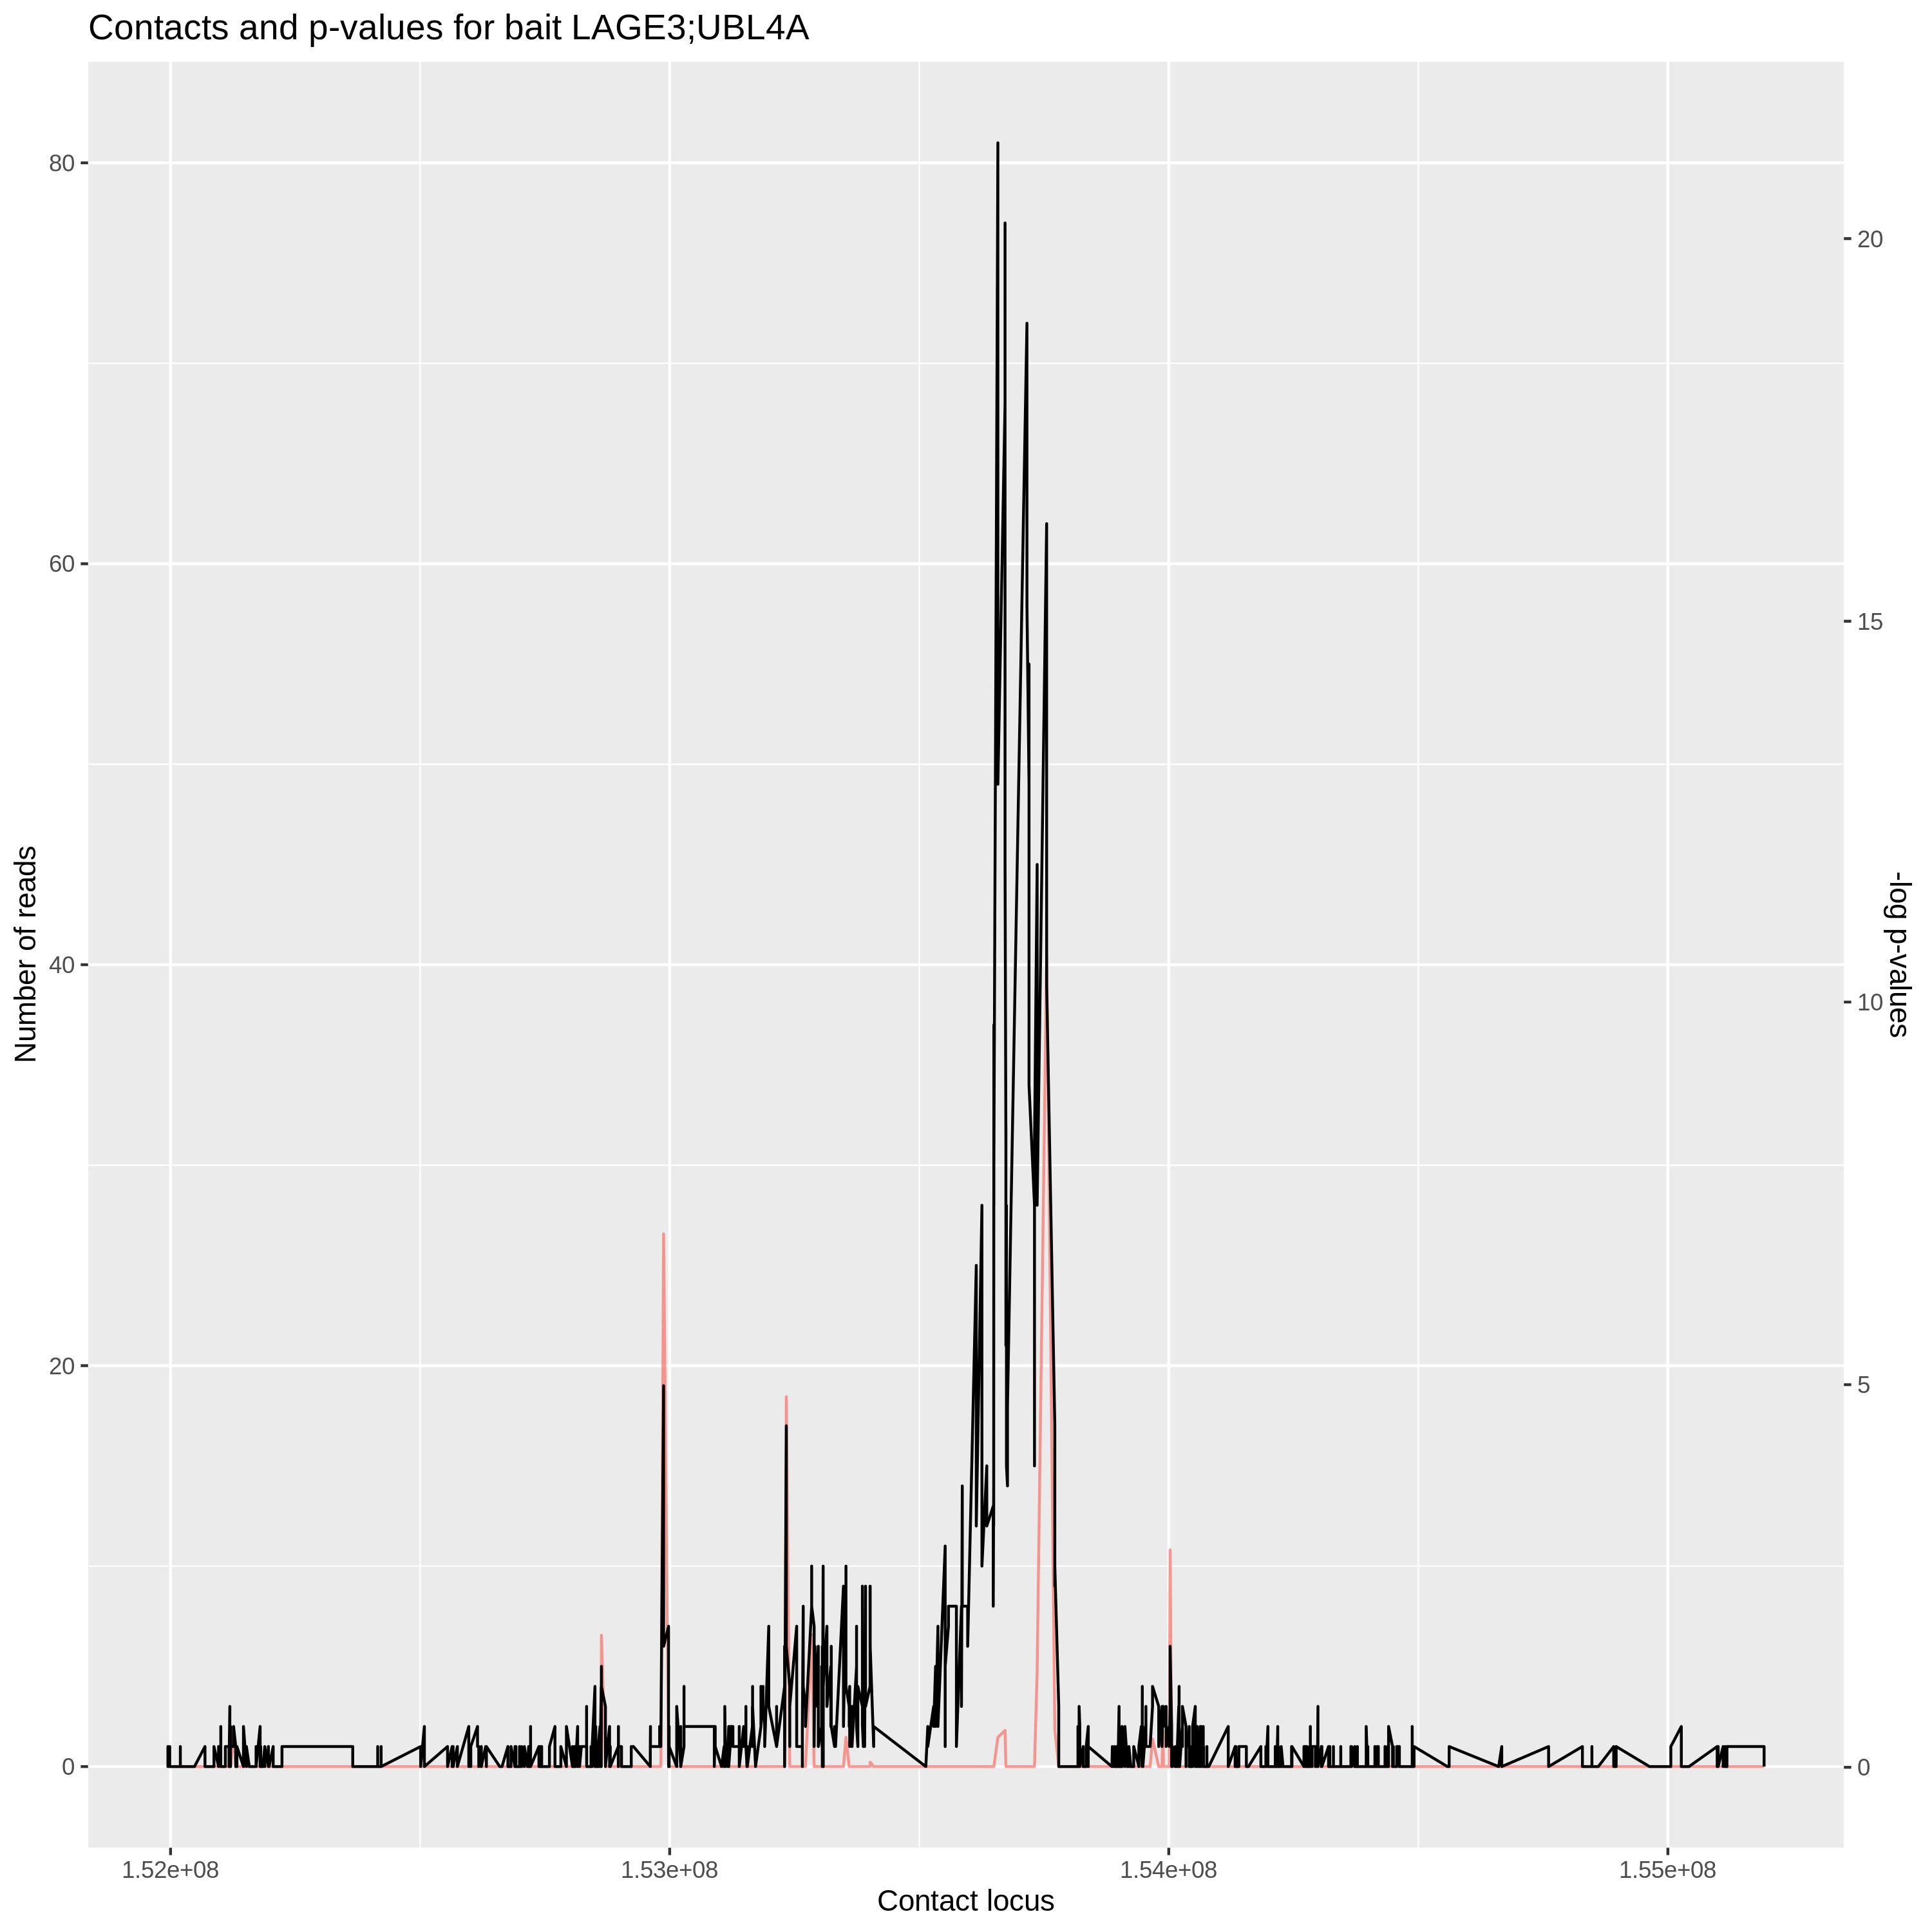 Contacts and p-values for bait LAGE3;UBL4A
80
60
40
20
0
Number of reads
20
15
10
5
0
-log p-values
1.52e+08
1.53e+08
1.54e+08
1.55e+08
Contact locus